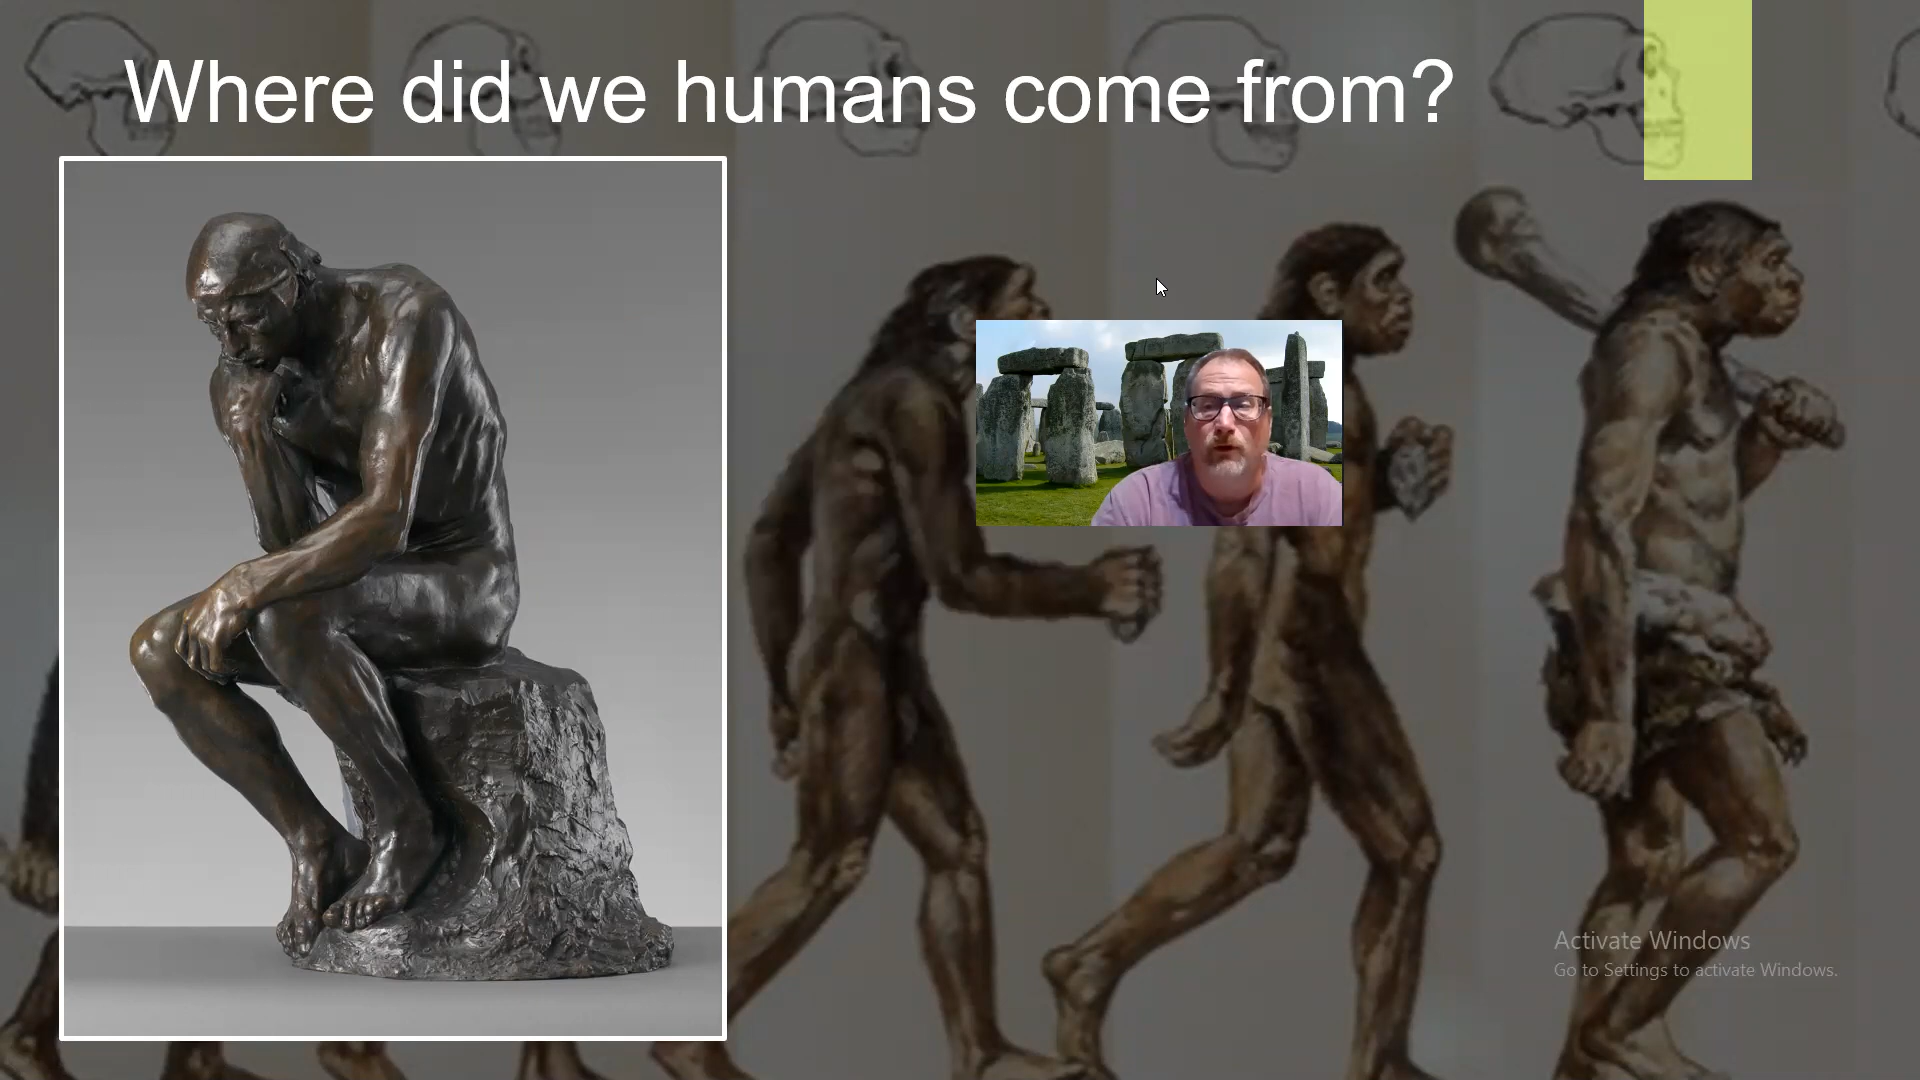 Where did we humans come from?
Activate Windows
Go to Settings to activate Windows.